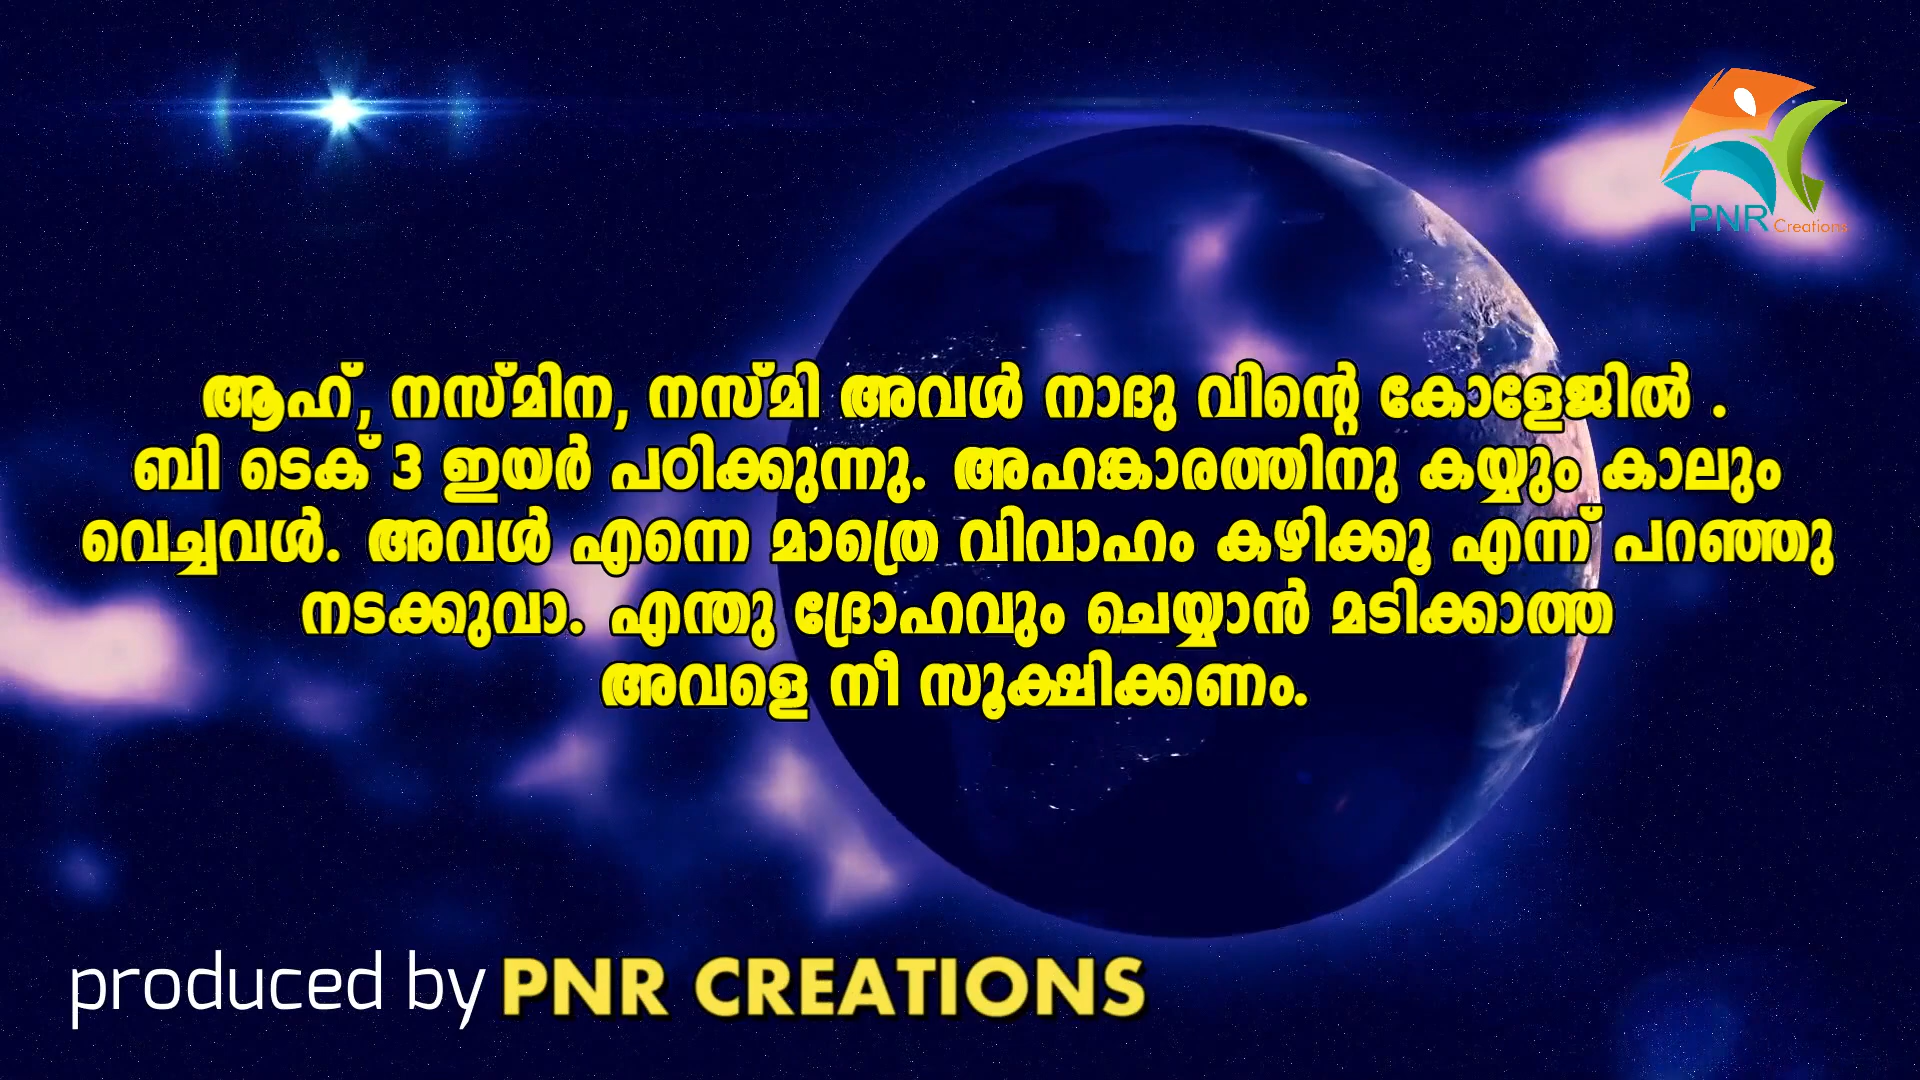 PNR Creations
ആഹ്, നസ്മിന, നസ്മി അവൾ നാദു വിന്റെ കോളേജിൽ .
ബി ടെക് 3 ഇയർ പഠിക്കുന്നു. അഹങ്കാരത്തിനു കയ്യും കാലും
വെച്ചവൾ. അവൾ എന്നെ മാത്രെ വിവാഹം കഴിക്കൂ എന്ന് പറഞ്ഞു
നടക്കുവാ. എന്തു ദ്രോഹവും ചെയ്യാൻ മടിക്കാത്ത
അവളെ നീ സൂക്ഷിക്കണം.
produced by PNR CREATIONS